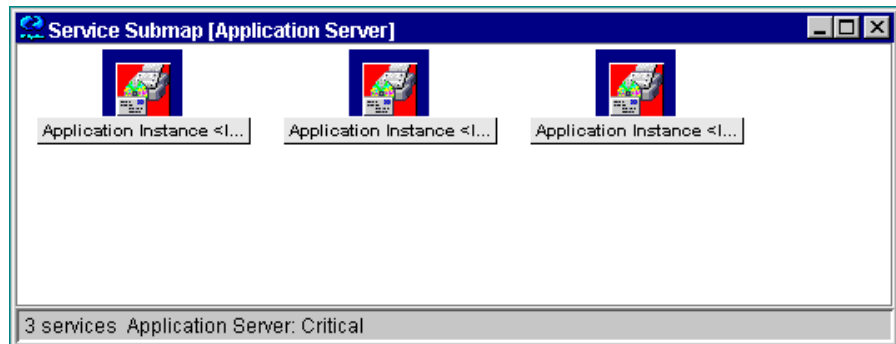 Service Submap [Application Server]
Application Instance <I... Application Instance <I... Application Instance <I...
3 services Application Server: Critical